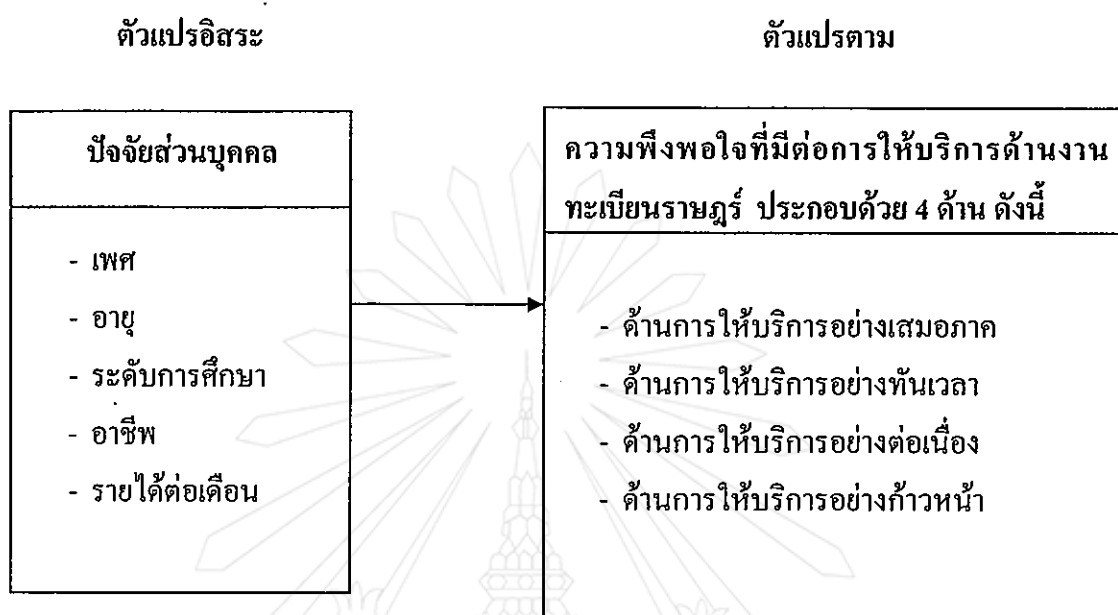 ตัวแปรอิสระ
ตัวแปรตาม
ปัจจัยส่วนบุคคล
- เพศ
- อายุ
- ระดับการศึกษา
- อาชีพ
- รายได้ต่อเดือน
ความพึงพอใจที่มีต่อการให้บริการด้านงาน
ทะเบียนราษฎร์ ประกอบด้วย 4 ด้าน ดังนี้
- ด้านการให้บริการอย่างเสมอภาค
- ด้านการให้บริการอย่างทันเวลา
- ด้านการให้บริการอย่างต่อเนื่อง
- ด้านการให้บริการอย่างก้าวหน้า